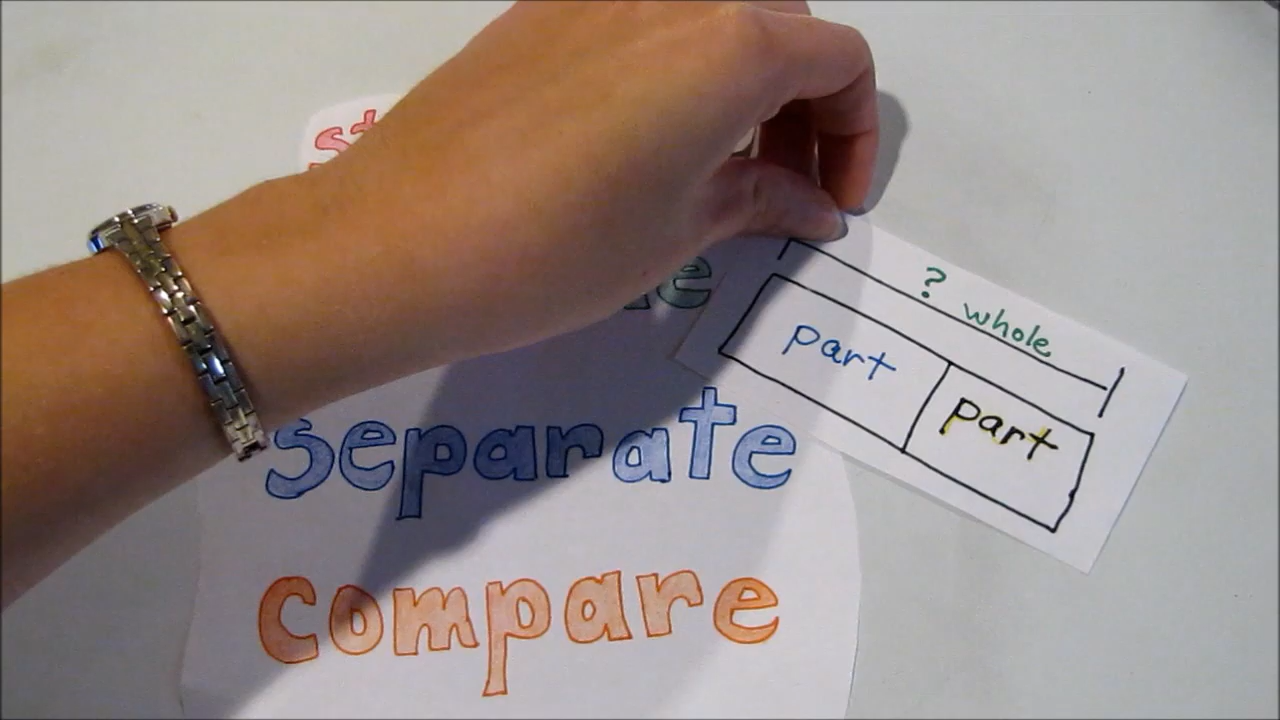 ? whole
part
part
separate
compare